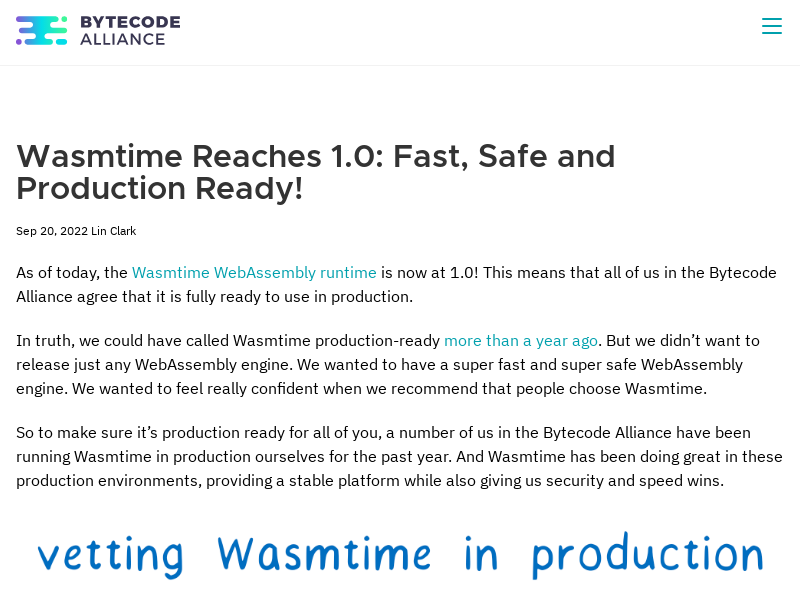 BYTECODE
ALLIANCE
Wasmtime Reaches 1.0: Fast, Safe and
Production Ready!
Sep 20, 2022 Lin Clark
As of today, the Wasmtime WebAssembly runtime is now at 1.0! This means that all of us in the Bytecode
Alliance agree that it is fully ready to use in production.
In truth, we could have called Wasmtime production-ready more than a year ago. But we didn’t want to
release just any WebAssembly engine. We wanted to have a super fast and super safe WebAssembly
engine. We wanted to feel really confident when we recommend that people choose Wasmtime.
So to make sure it’s production ready for all of you, a number of us in the Bytecode Alliance have been
running Wasmtime in production ourselves for the past year. And Wasmtime has been doing great in these
production environments, providing a stable platform while also giving us security and speed wins.
vetting Wasmtime in production